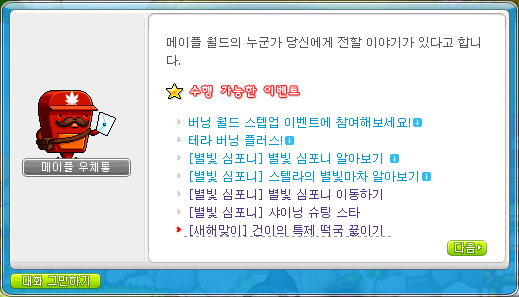 메이플 월드의 누군가 당신에게 전할 이야기가 있다고 합니
다.
수행 가능한 이벤트
버닝 월드 스텝업 이벤트에 참여해보세요!
테라 버닝 플러스!
[별빛 심포니] 별빛 심포니 알아보기
[별빛 심포니] 스텔라의 별빛마차 알아보기
[별빛 심포니] 별빛 심포니 이동하기
[별빛 심포니] 샤이닝 슈팅 스타
[새해맞이] 건이의 특제 떡국 끓이기
메이플 우체통
다음
대화 그만하기